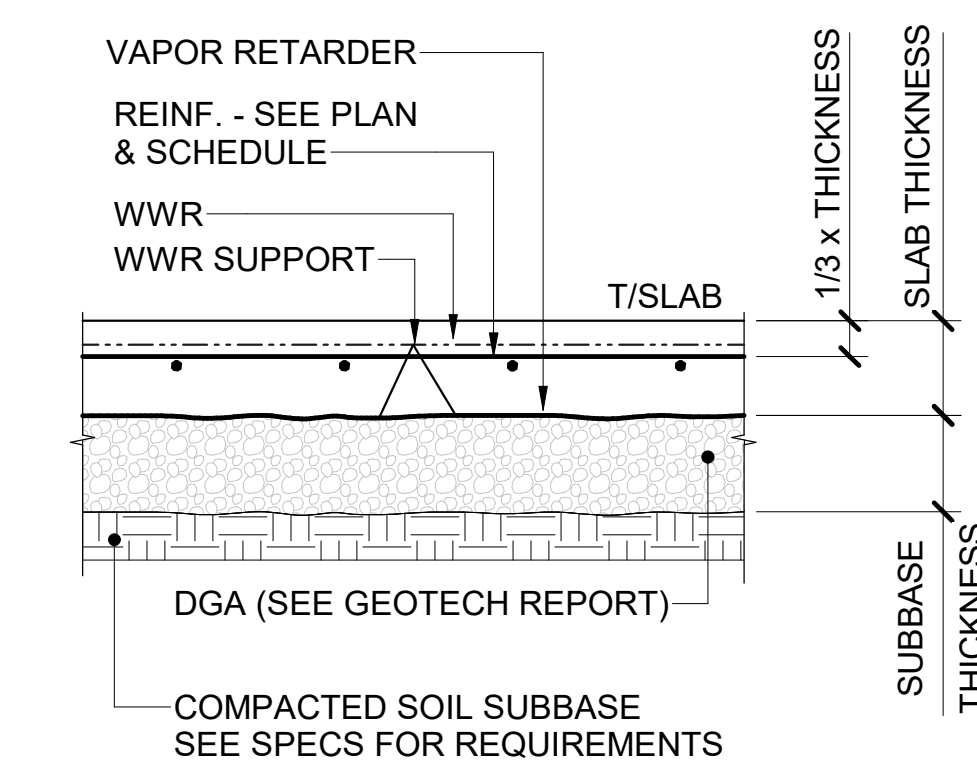 VAPOR RETARDER
REINF. - SEE PLAN
& SCHEDULE
WWR
WWR SUPPORT
T/SLAB
1/3 x THICKNESS
SLAB THICKNESS
SUBBASE
THICKNESS
DGA (SEE GEOTECH REPORT)
COMPACTED SOIL SUBBASE
SEE SPECS FOR REQUIREMENTS